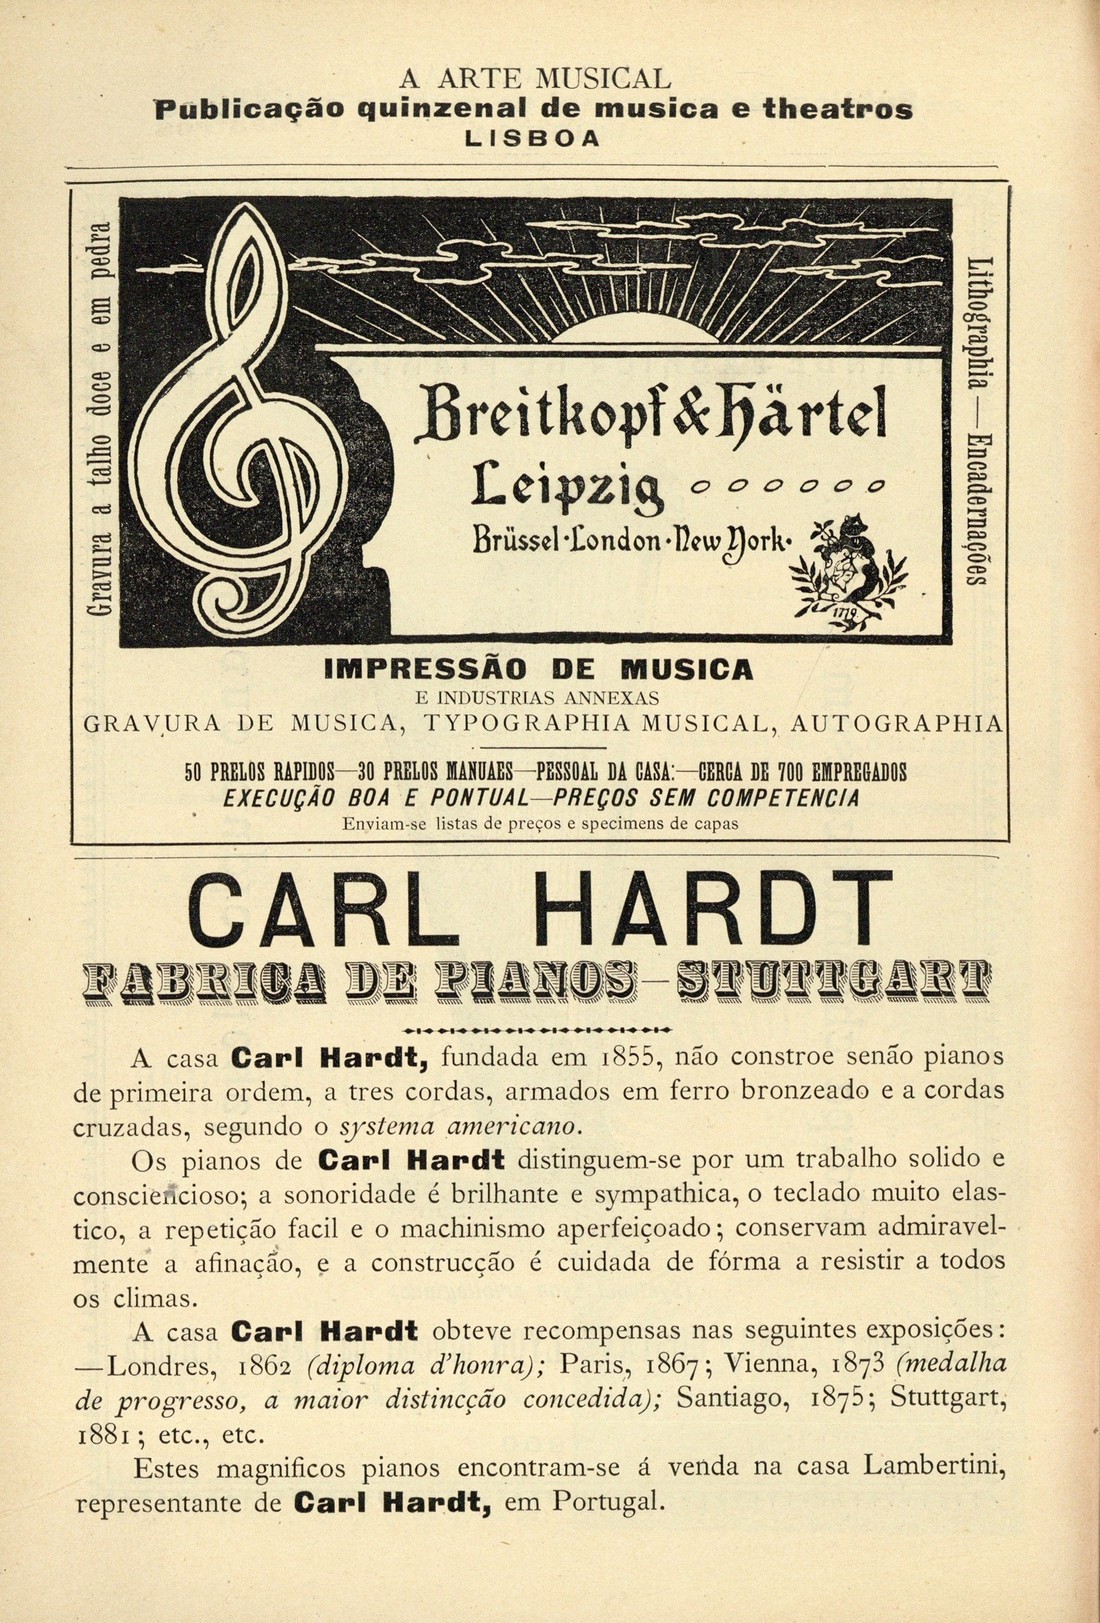 A ARTE MUSICAL
Publicação quinzenal de musica e theatros
LISBOA
Gravura a talho doce e em pedra
Breitkopf & Härtel
Leipzig
Brüssel·London·New York·
1719
Lithographia — Encadernações
IMPRESSÃO DE MUSICA
E INDUSTRIAS ANNEXAS
GRAVURA DE MUSICA, TYPOGRAPHIA MUSICAL, AUTOGRAPHIA
50 PRELOS RAPIDOS—30 PRELOS MANUAES—PESSOAL DA CASA:—CERCA DE 700 EMPREGADOS
EXECUÇÃO BOA E PONTUAL—PREÇOS SEM COMPETENCIA
Enviam-se listas de preços e specimens de capas
CARL HARDT
FABRICA DE PIANOS—STUTTGART
A casa Carl Hardt, fundada em 1855, não constroe senão pianos
de primeira ordem, a tres cordas, armados em ferro bronzeado e a cordas
cruzadas, segundo o systema americano.
Os pianos de Carl Hardt distinguem-se por um trabalho solido e
consciencioso; a sonoridade é brilhante e sympathica, o teclado muito elas-
tico, a repetição facil e o machinismo aperfeiçoado; conservam admiravel-
mente a afinação, e a construcção é cuidada de fórma a resistir a todos
os climas.
A casa Carl Hardt obteve recompensas nas seguintes exposições:
—Londres, 1862 (diploma d'honra); Paris, 1867; Vienna, 1873 (medalha
de progresso, a maior distincção concedida); Santiago, 1875; Stuttgart,
1881; etc., etc.
Estes magnificos pianos encontram-se á venda na casa Lambertini,
representante de Carl Hardt, em Portugal.